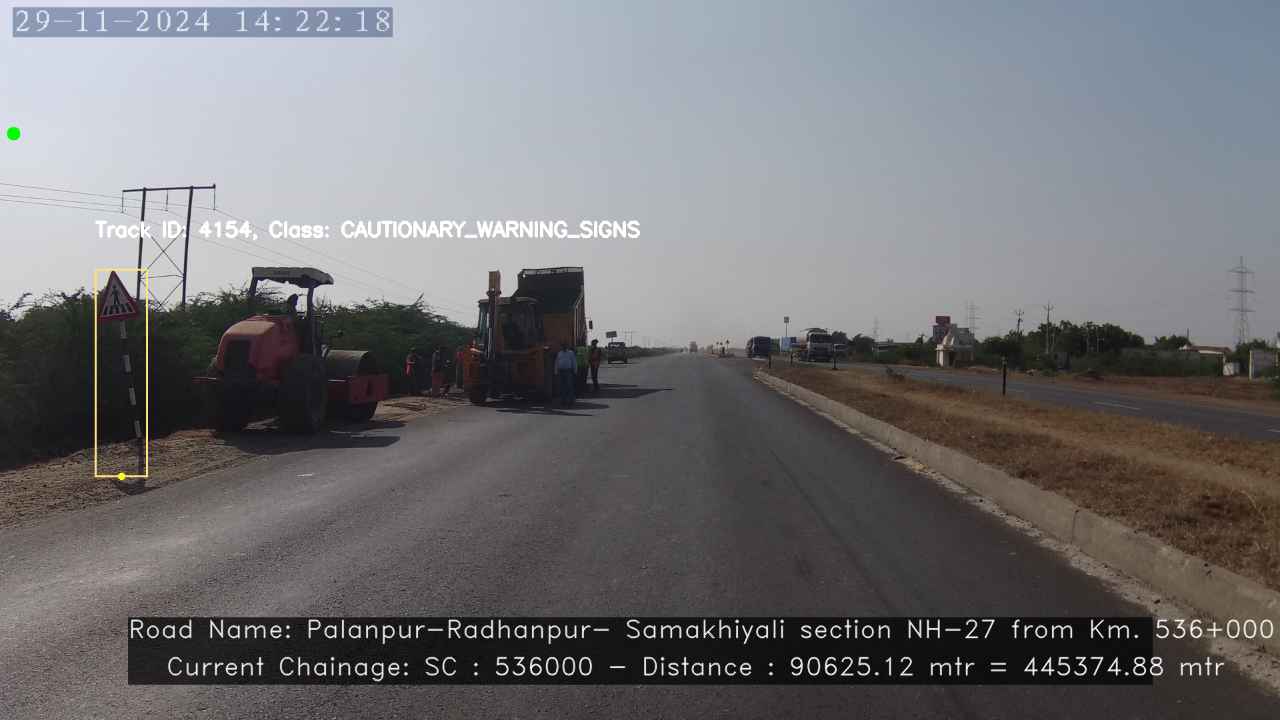 29-11-2024 14:22:18
Track ID: 4154, Class: CAUTIONARY_WARNING_SIGNS
Road Name: Palanpur-Radhanpur- Samakhiyali section NH-27 from Km. 536+000
Current Chainage: SC : 536000 - Distance : 90625.12 mtr = 445374.88 mtr